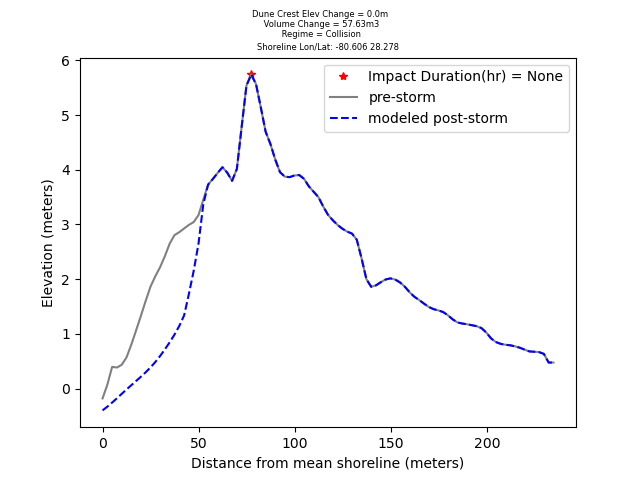 Dune Crest Elev Change = 0.0m
Volume Change = 57.63m3
Regime = Collision
Shoreline Lon/Lat: -80.606 28.278
Impact Duration(hr) = None
pre-storm
modeled post-storm
Elevation (meters)
6
5
4
3
2
1
0
0 50 100 150 200
Distance from mean shoreline (meters)